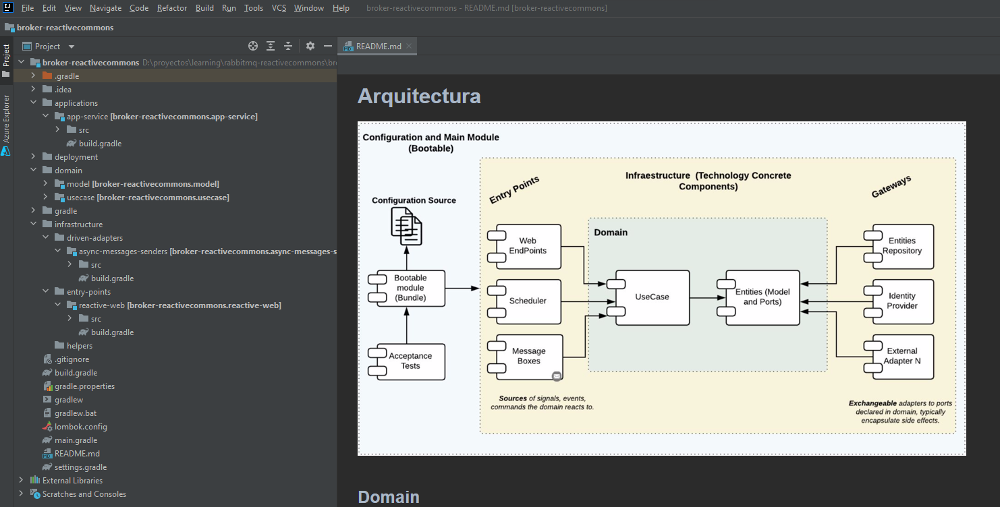 File Edit View Navigate Code Refactor Build Run Tools VCS Window Help broker-reactivecommons - README.md [broker-reactivecommons]
broker-reactivecommons
Project
Azure Explorer
Project
broker-reactivecommons D:\proyectos\learning\rabbitmq-reactivecommons\bro
.gradle
.idea
applications
app-service [broker-reactivecommons.app-service]
src
build.gradle
deployment
domain
model [broker-reactivecommons.model]
usecase [broker-reactivecommons.usecase]
gradle
infrastructure
driven-adapters
async-messages-senders [broker-reactivecommons.async-messages-s
src
build.gradle
entry-points
reactive-web [broker-reactivecommons.reactive-web]
src
build.gradle
helpers
.gitignore
build.gradle
gradle.properties
gradlew
gradlew.bat
lombok.config
main.gradle
README.md
settings.gradle
External Libraries
Scratches and Consoles
README.md
Arquitectura
Configuration and Main Module
(Bootable)
Configuration Source
Bootable
module
(Bundle)
Acceptance
Tests
Entry Points
Infraestructure (Technology Concrete
Components)
Gateways
Web
EndPoints
Scheduler
Message
Boxes
Sources of signals, events,
commands the domain reacts to.
Domain
UseCase
Entities (Model
and Ports)
Entities
Repository
Identity
Provider
External
Adapter N
Exchangeable adapters to ports
declared in domain, typically
encapsulate side effects.
Domain